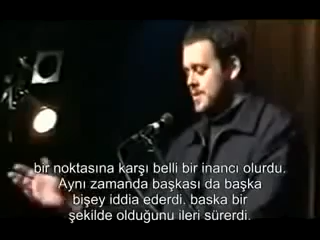 bir noktasına karşı belli bir inancı olurdu.
Aynı zamanda başkası da başka
bişey iddia ederdi. baska bir
şekilde olduğunu ileri sürerdi.